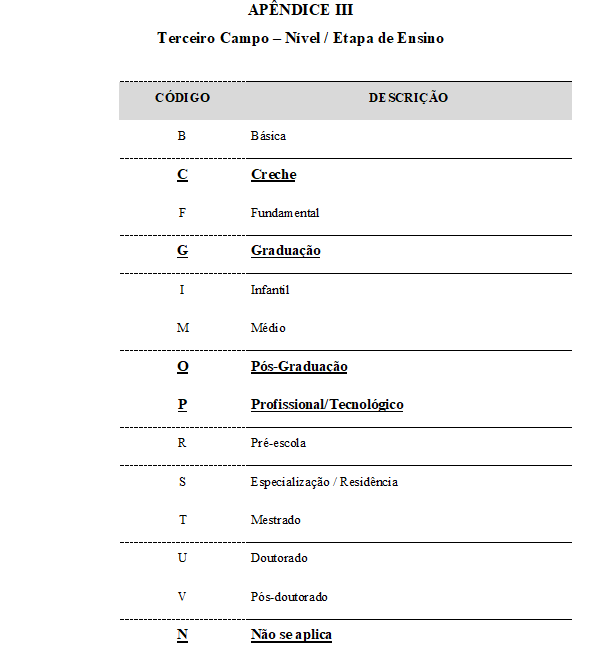 APÊNDICE III
Terceiro Campo – Nível / Etapa de Ensino
CÓDIGO DESCRIÇÃO
B Básica
C Creche
F Fundamental
G Graduação
I Infantil
M Médio
O Pós-Graduação
P Profissional/Tecnológico
R Pré-escola
S Especialização / Residência
T Mestrado
U Doutorado
V Pós-doutorado
N Não se aplica